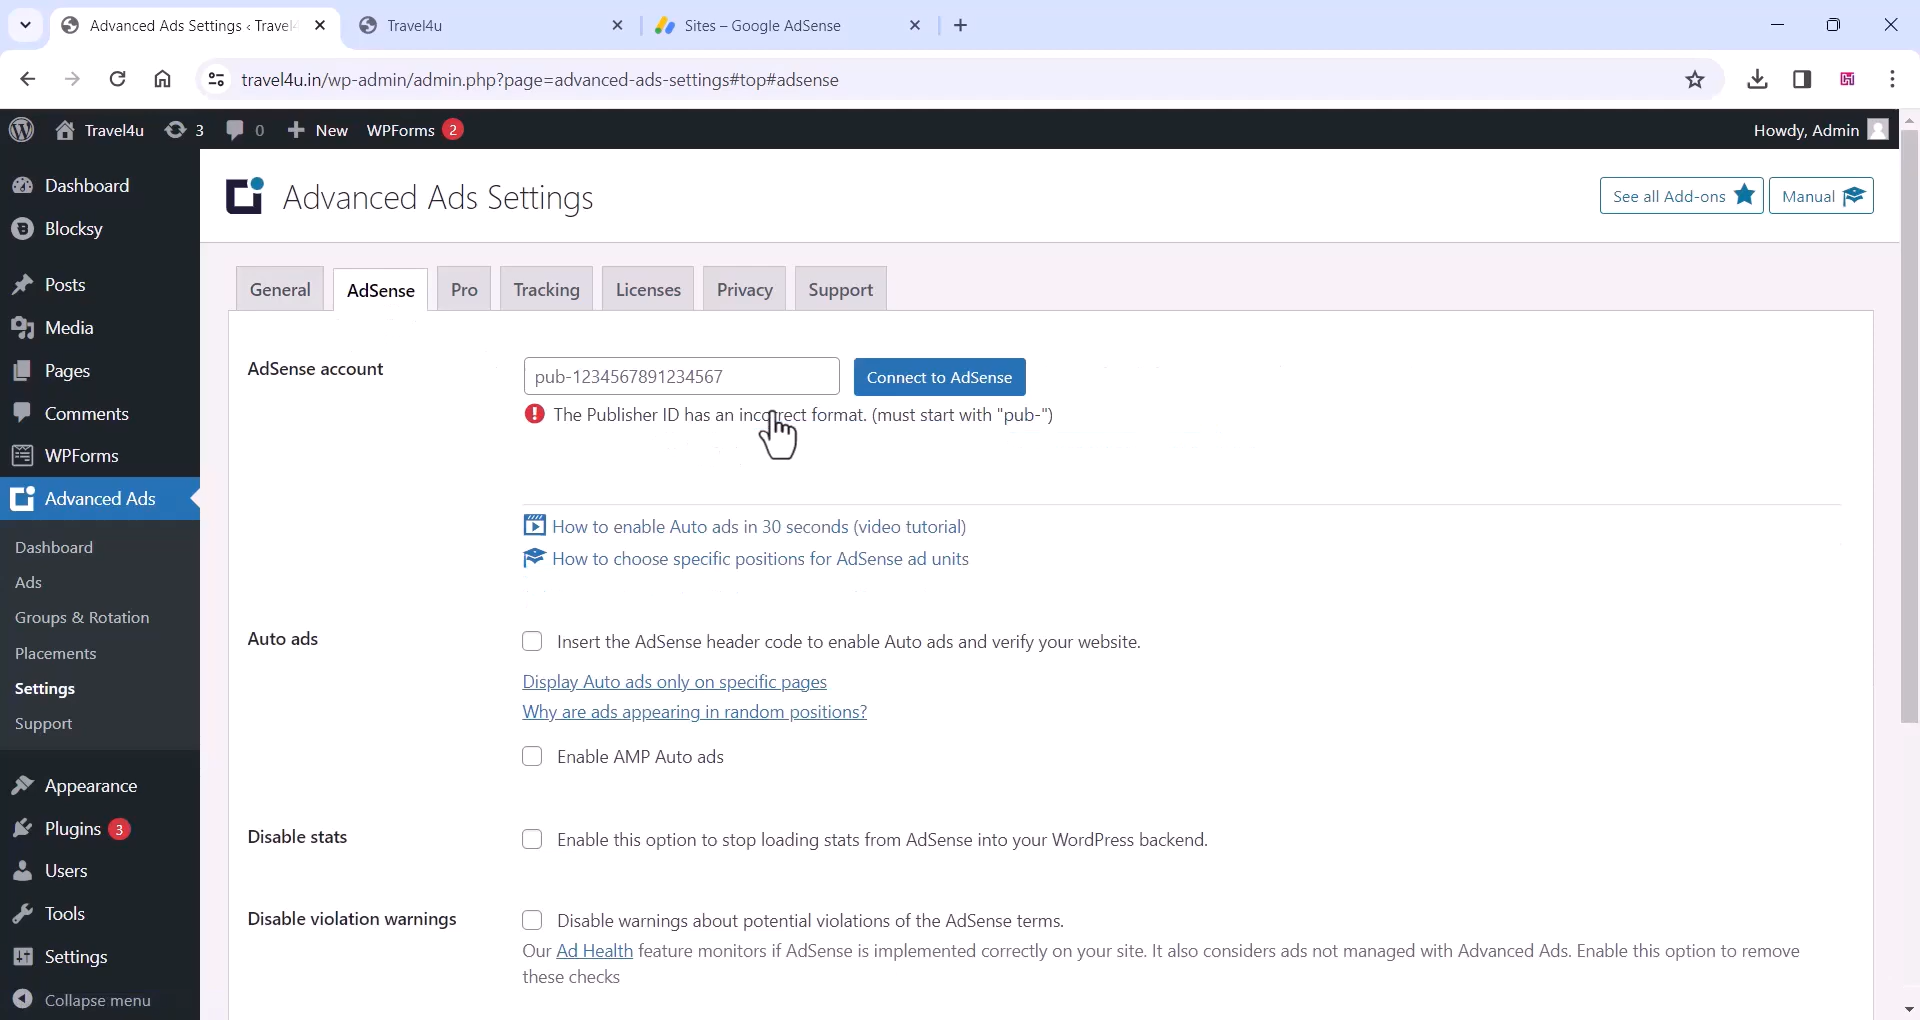 Advanced Ads Settings ‹ Travel
Travel4u
Sites – Google AdSense
travel4u.in/wp-admin/admin.php?page=advanced-ads-settings#top#adsense
Travel4u
3
0
New
WPForms 2
Howdy, Admin
Dashboard
Blocksy
Posts
Media
Pages
Comments
WPForms
Advanced Ads
Dashboard
Ads
Groups & Rotation
Placements
Settings
Support
Appearance
Plugins 3
Users
Tools
Settings
Collapse menu
Advanced Ads Settings
See all Add-ons
Manual
General
AdSense
Pro
Tracking
Licenses
Privacy
Support
AdSense account
pub-1234567891234567
Connect to AdSense
The Publisher ID has an incorrect format. (must start with "pub-")
How to enable Auto ads in 30 seconds (video tutorial)
How to choose specific positions for AdSense ad units
Auto ads
Insert the AdSense header code to enable Auto ads and verify your website.
Display Auto ads only on specific pages
Why are ads appearing in random positions?
Enable AMP Auto ads
Disable stats
Enable this option to stop loading stats from AdSense into your WordPress backend.
Disable violation warnings
Disable warnings about potential violations of the AdSense terms.
Our Ad Health feature monitors if AdSense is implemented correctly on your site. It also considers ads not managed with Advanced Ads. Enable this option to remove
these checks